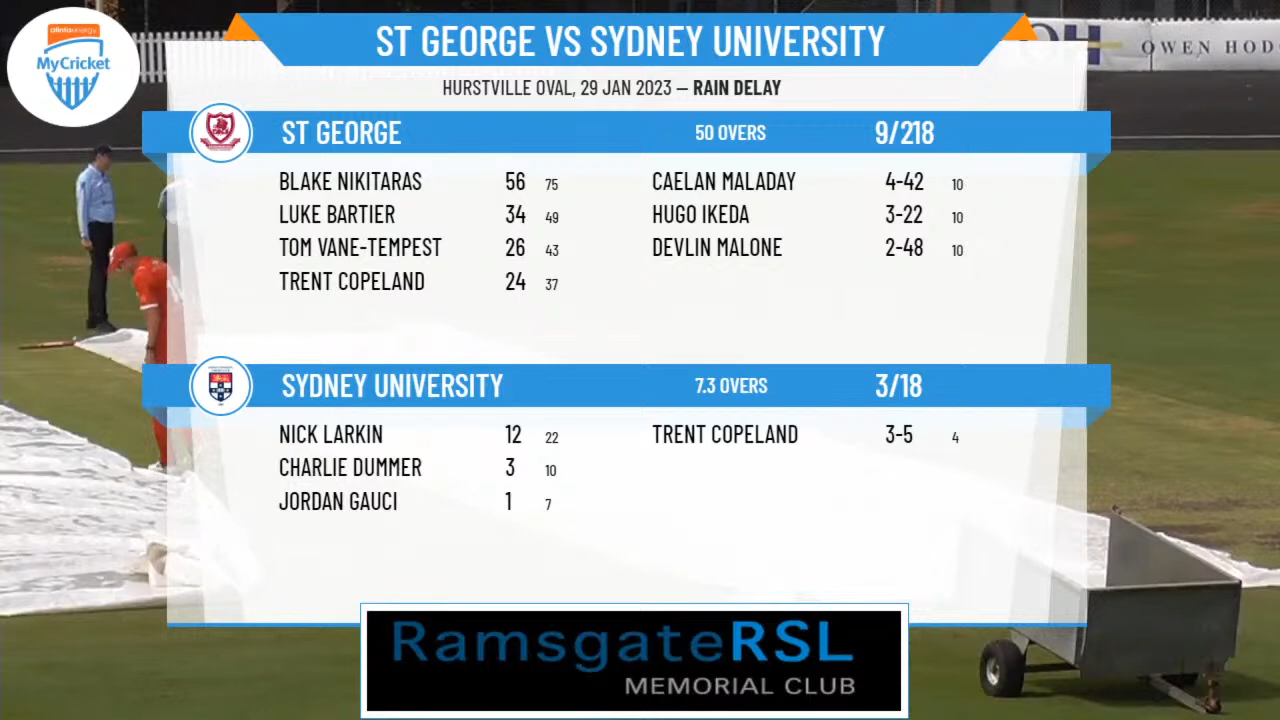 alintaenergy
MyCricket
ST GEORGE VS SYDNEY UNIVERSITY
OWEN HOD
HURSTVILLE OVAL, 29 JAN 2023 – RAIN DELAY
ST GEORGE 50 OVERS 9/218
BLAKE NIKITARAS 56 75 CAELAN MALADAY 4-42 10
LUKE BARTIER 34 49 HUGO IKEDA 3-22 10
TOM VANE-TEMPEST 26 43 DEVLIN MALONE 2-48 10
TRENT COPELAND 24 37
SYDNEY UNIVERSITY 7.3 OVERS 3/18
NICK LARKIN 12 22 TRENT COPELAND 3-5 4
CHARLIE DUMMER 3 10
JORDAN GAUCI 1 7
RamsgateRSL
MEMORIAL CLUB